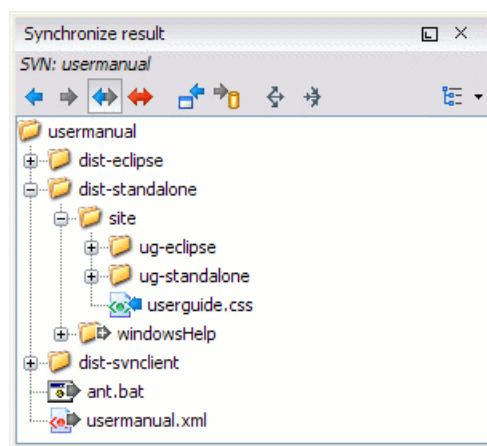 Synchronize result
SVN: usermanual
usermanual
dist-eclipse
dist-standalone
site
ug-eclipse
ug-standalone
userguide.css
windowsHelp
dist-svnclient
ant.bat
usermanual.xml